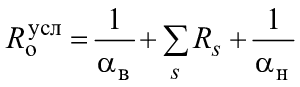 R_о^усл = 1/α_в + ∑_s R_s + 1/α_н